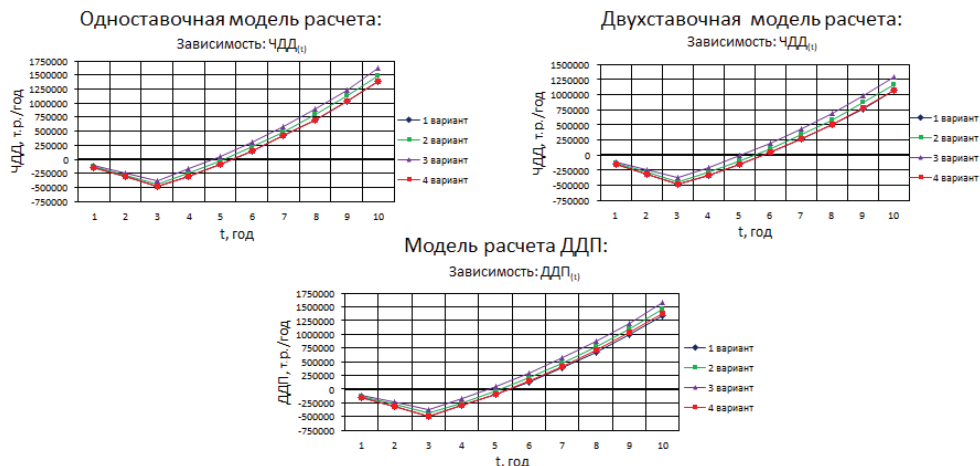 Одноставочная модель расчета:
Зависимость: ЧДД(t)
ЧДД, т.р./год
1750000
1500000
1250000
1000000
750000
500000
250000
0
-250000
-500000
-750000
1 2 3 4 5 6 7 8 9 10
t, год
1 вариант
2 вариант
3 вариант
4 вариант
Двухставочная модель расчета:
Зависимость: ЧДД(t)
ЧДД, т.р./год
1500000
1250000
1000000
750000
500000
250000
0
-250000
-500000
-750000
1 2 3 4 5 6 7 8 9 10
t, год
1 вариант
2 вариант
3 вариант
4 вариант
Модель расчета ДДП:
Зависимость: ДДП(t)
ДДП, т.р./год
1750000
1500000
1250000
1000000
750000
500000
250000
0
-250000
-500000
-750000
1 2 3 4 5 6 7 8 9 10
t, год
1 вариант
2 вариант
3 вариант
4 вариант